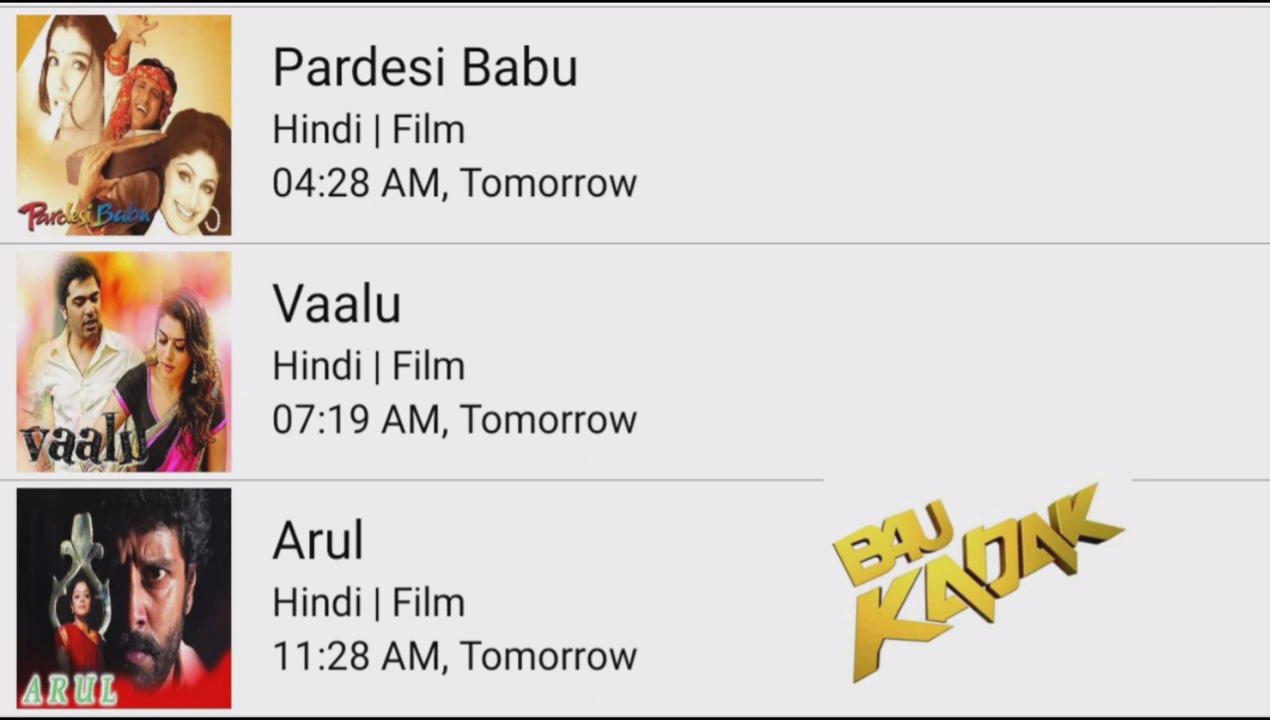 Pardesi Babu
Hindi | Film
04:28 AM, Tomorrow
Pardesi Babu
Vaalu
Hindi | Film
07:19 AM, Tomorrow
vaalu
Arul
Hindi | Film
11:28 AM, Tomorrow
ARUL
B4U
KADAK